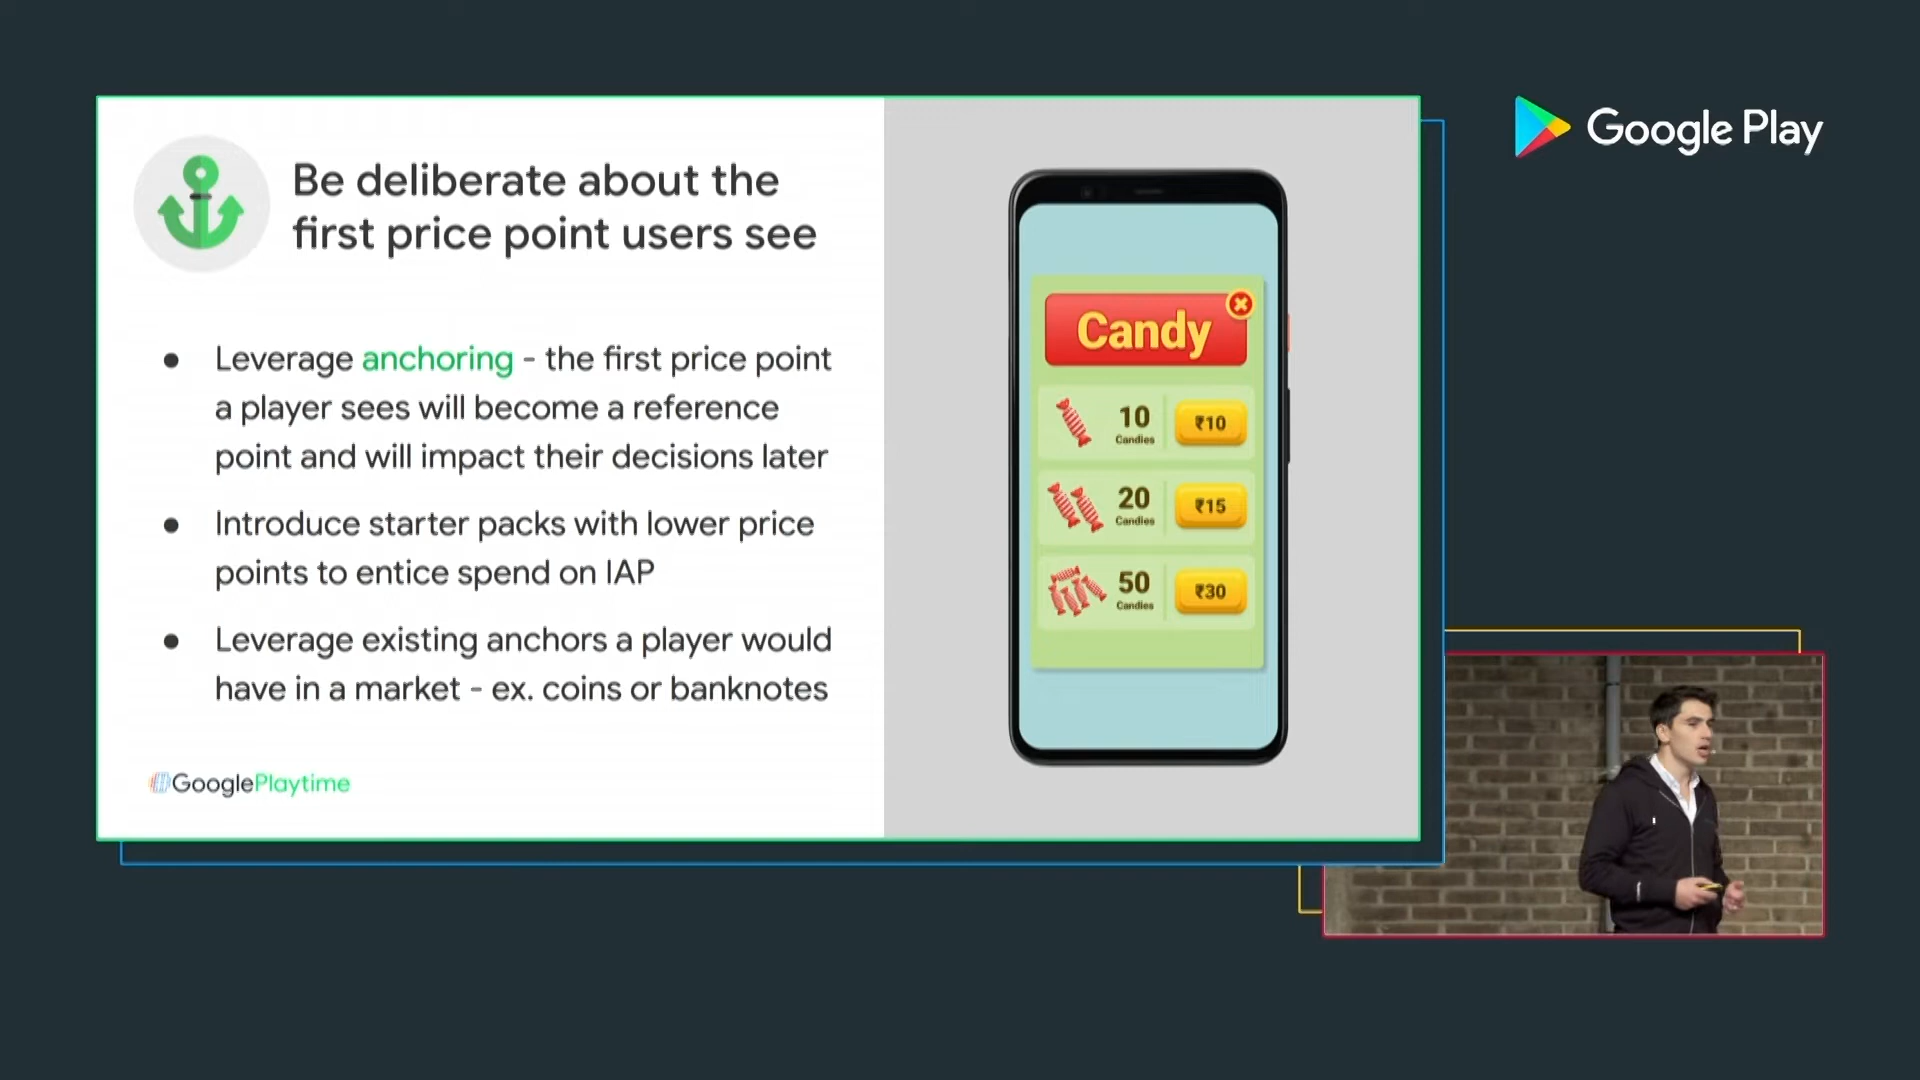 Be deliberate about the
first price point users see
● Leverage anchoring - the first price point
a player sees will become a reference
point and will impact their decisions later
● Introduce starter packs with lower price
points to entice spend on IAP
● Leverage existing anchors a player would
have in a market - ex. coins or banknotes
GooglePlaytime
Candy
10
Candies
₹10
20
Candies
₹15
50
Candies
₹30
Google Play